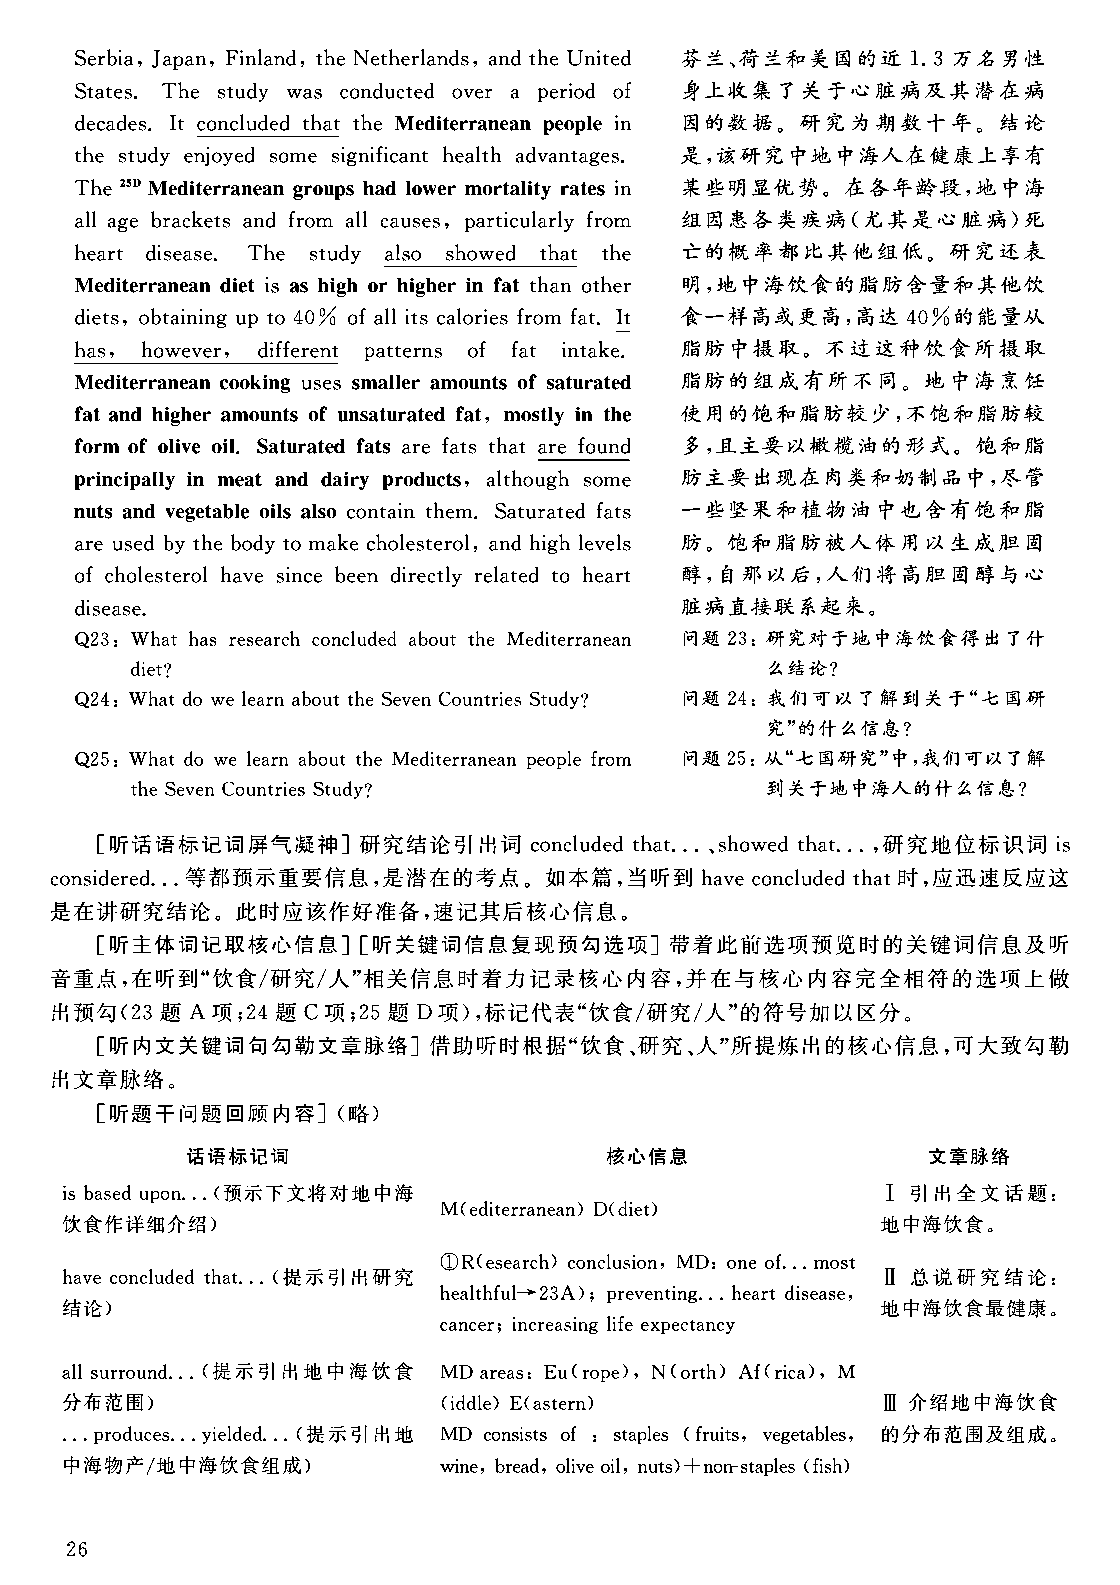 Serbia, Japan, Finland, the Netherlands, and the United
States. The study was conducted over a period of
decades. It concluded that the Mediterranean people in
the study enjoyed some significant health advantages.
The 25D Mediterranean groups had lower mortality rates in
all age brackets and from all causes, particularly from
heart disease. The study also showed that the
Mediterranean diet is as high or higher in fat than other
diets, obtaining up to 40% of all its calories from fat. It
has, however, different patterns of fat intake.
Mediterranean cooking uses smaller amounts of saturated
fat and higher amounts of unsaturated fat, mostly in the
form of olive oil. Saturated fats are fats that are found
principally in meat and dairy products, although some
nuts and vegetable oils also contain them. Saturated fats
are used by the body to make cholesterol, and high levels
of cholesterol have since been directly related to heart
disease.
Q23: What has research concluded about the Mediterranean
diet?
Q24: What do we learn about the Seven Countries Study?
Q25: What do we learn about the Mediterranean people from
the Seven Countries Study?
芬兰、荷兰和美国的近 1.3 万名男性
身上收集了关于心脏病及其潜在病
因的数据。研究为期数十年。结论
是,该研究中地中海人在健康上享有
某些明显优势。在各年龄段,地中海
组因患各类疾病(尤其是心脏病)死
亡的概率都比其他组低。研究还表
明,地中海饮食的脂肪含量和其他饮
食一样高或更高,高达 40%的能量从
脂肪中摄取。不过这种饮食所摄取
脂肪的组成有所不同。地中海烹饪
使用的饱和脂肪较少,不饱和脂肪较
多,且主要以橄榄油的形式。饱和脂
肪主要出现在肉类和奶制品中,尽管
一些坚果和植物油中也含有饱和脂
肪。饱和脂肪被人体用以生成胆固
醇,自那以后,人们将高胆固醇与心
脏病直接联系起来。
问题 23: 研究对于地中海饮食得出了什
么结论?
问题 24: 我们可以了解到关于“七国研
究”的什么信息?
问题 25: 从“七国研究”中,我们可以了解
到关于地中海人的什么信息?
[听话语标记词屏气凝神] 研究结论引出词 concluded that...、showed that...,研究地位标识词 is
considered...等都预示重要信息,是潜在的考点。如本篇,当听到 have concluded that 时,应迅速反应这
是在讲研究结论。此时应该作好准备,速记其后核心信息。
[听主体词记取核心信息][听关键词信息复现预勾选项] 带着此前选项预览时的关键词信息及听
音重点,在听到“饮食/研究/人”相关信息时着力记录核心内容,并在与核心内容完全相符的选项上做
出预勾(23 题 A 项;24 题 C 项;25 题 D 项),标记代表“饮食/研究/人”的符号加以区分。
[听内文关键词句勾勒文章脉络] 借助听时根据“饮食、研究、人”所提炼出的核心信息,可大致勾勒
出文章脉络。
[听题干问题回顾内容](略)
话语标记词 核心信息 文章脉络
is based upon...(预示下文将对地中海
饮食作详细介绍)
M(editerranean) D(diet)
Ⅰ 引出全文话题:
地中海饮食。
have concluded that...(提示引出研究
结论)
①R(esearch) conclusion, MD: one of...most
healthful→23A); preventing...heart disease,
cancer; increasing life expectancy
Ⅱ 总说研究结论:
地中海饮食最健康。
all surround...(提示引出地中海饮食
分布范围)
...produces...yielded...(提示引出地
中海物产/地中海饮食组成)
MD areas: Eu(rope), N(orth) Af(rica), M
(iddle) E(astern)
MD consists of : staples (fruits, vegetables,
wine, bread, olive oil, nuts)+non-staples (fish)
Ⅲ 介绍地中海饮食
的分布范围及组成。
26